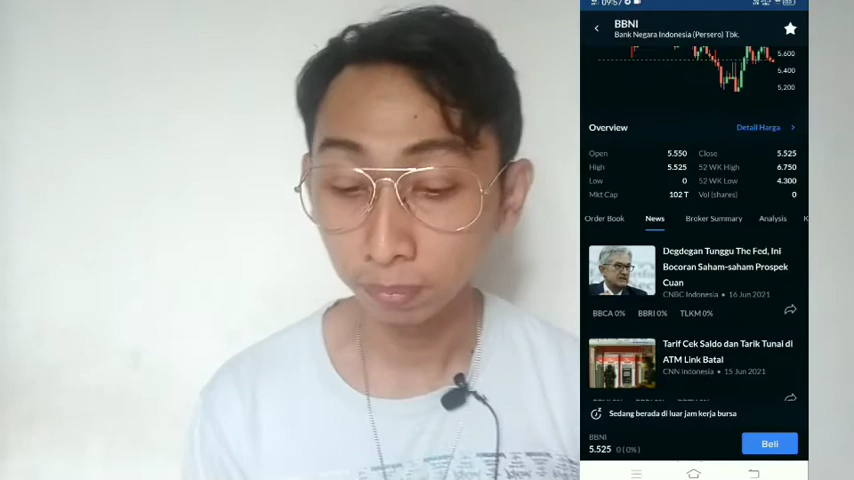 09:57
BBNI
Bank Negara Indonesia (Persero) Tbk.
5.600
5.400
5.200
Overview
Detail Harga
Open 5.550 Close 5.525
High 5.525 52 WK High 6.750
Low 0 52 WK Low 4.300
Mkt Cap 102 T Vol (shares) 0
Order Book News Broker Summary Analysis K
Degdegan Tunggu The Fed, Ini
Bocoran Saham-saham Prospek
Cuan
CNBC Indonesia • 16 Jun 2021
BBCA 0% BBRI 0% TLKM 0%
Tarif Cek Saldo dan Tarik Tunai di
ATM Link Batal
CNN Indonesia • 15 Jun 2021
Sedang berada di luar jam kerja bursa
BBNI
5.525 0 (0%)
Beli